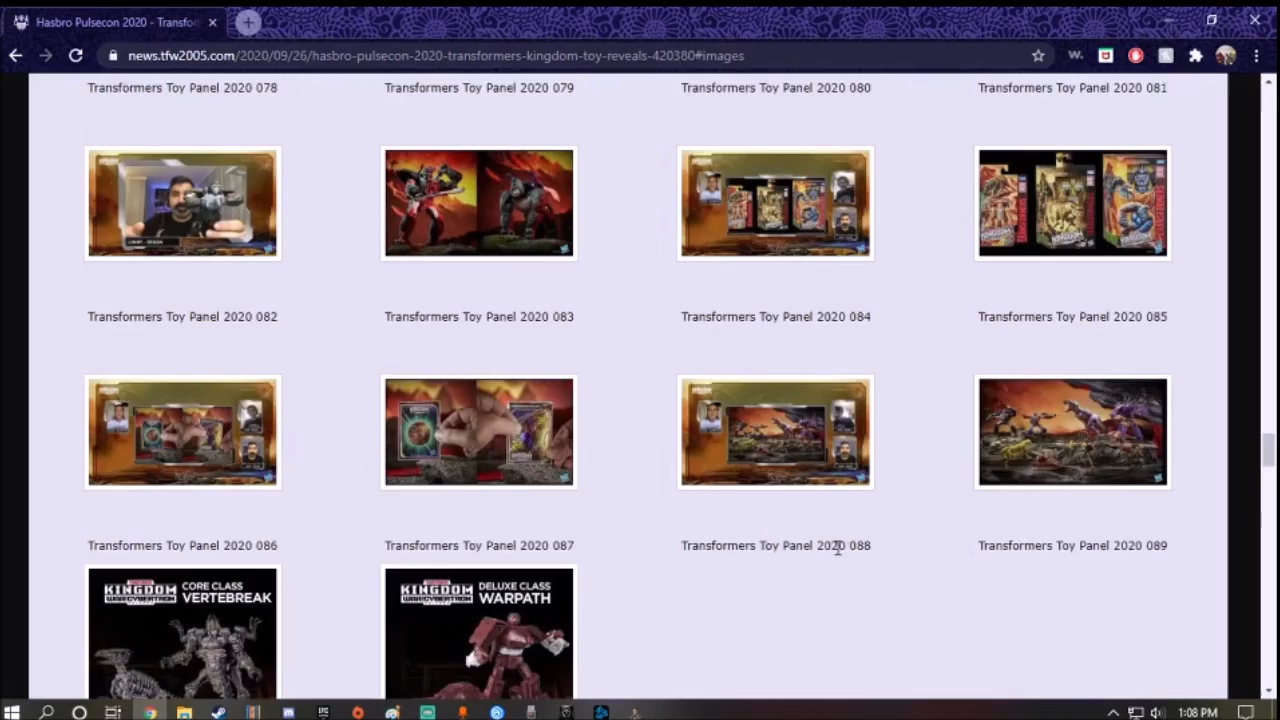 Hasbro Pulsecon 2020 - Transfor
news.tfw2005.com/2020/09/26/hasbro-pulsecon-2020-transformers-kingdom-toy-reveals-420380#images
Transformers Toy Panel 2020 078
Transformers Toy Panel 2020 079
Transformers Toy Panel 2020 080
Transformers Toy Panel 2020 081
Transformers Toy Panel 2020 082
Transformers Toy Panel 2020 083
Transformers Toy Panel 2020 084
Transformers Toy Panel 2020 085
Transformers Toy Panel 2020 086
Transformers Toy Panel 2020 087
Transformers Toy Panel 2020 088
Transformers Toy Panel 2020 089
KINGDOM
CORE CLASS
VERTEBREAK
KINGDOM
DELUXE CLASS
WARPATH
1:08 PM